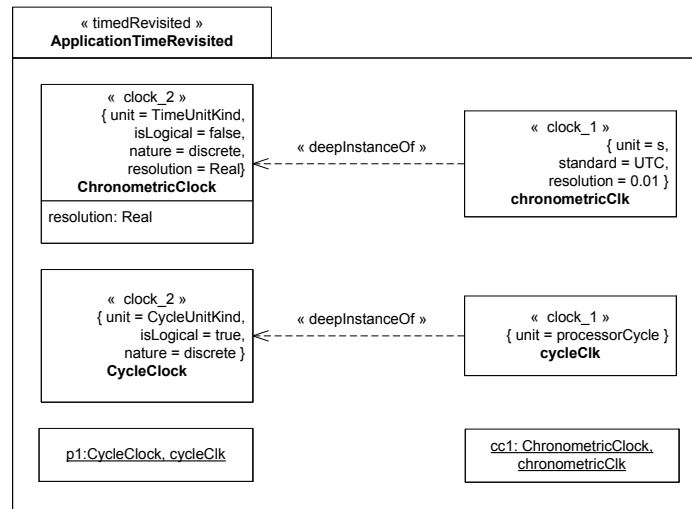 « timedRevisited »
ApplicationTimeRevisited
« clock_2 »
{ unit = TimeUnitKind,
isLogical = false,
nature = discrete,
resolution = Real}
ChronometricClock
resolution: Real
« deepInstanceOf »
« clock_1 »
{ unit = s,
standard = UTC,
resolution = 0.01 }
chronometricClk
« clock_2 »
{ unit = CycleUnitKind,
isLogical = true,
nature = discrete }
CycleClock
« deepInstanceOf »
« clock_1 »
{ unit = processorCycle }
cycleClk
p1:CycleClock, cycleClk
cc1: ChronometricClock,
chronometricClk